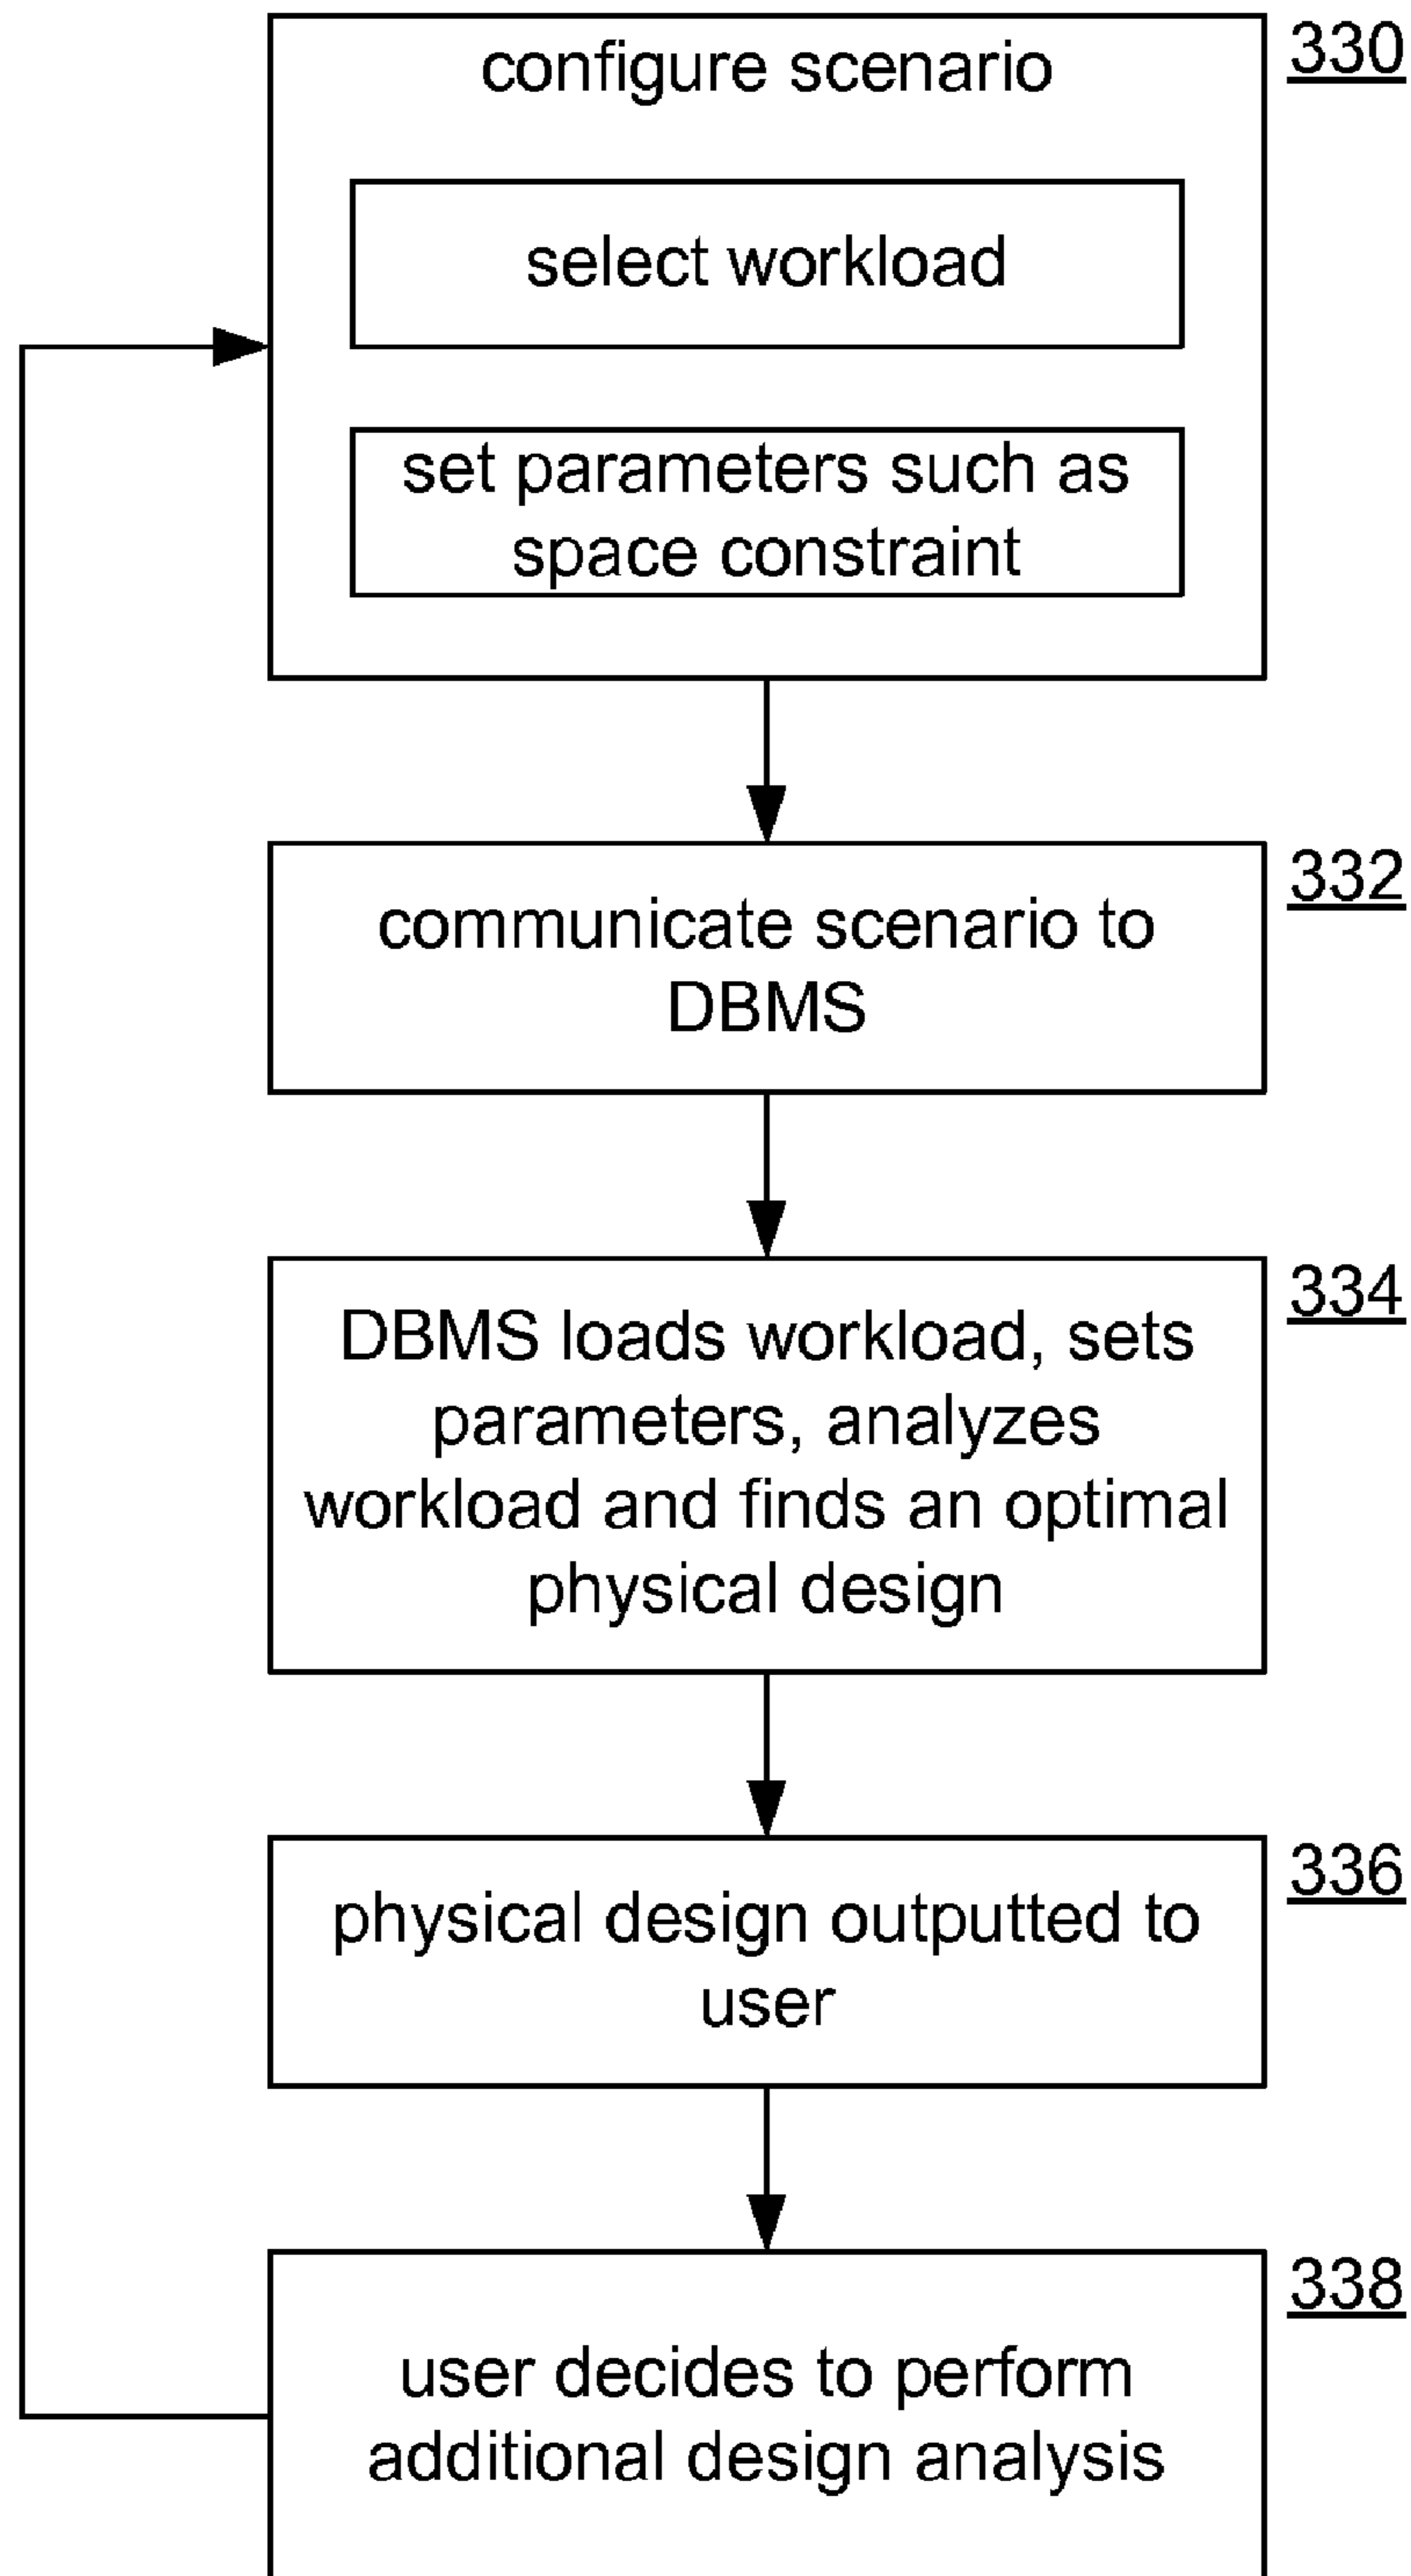 configure scenario
330
select workload
set parameters such as
space constraint
communicate scenario to
DBMS
332
DBMS loads workload, sets
parameters, analyzes
workload and finds an optimal
physical design
334
physical design outputted to
user
336
user decides to perform
additional design analysis
338